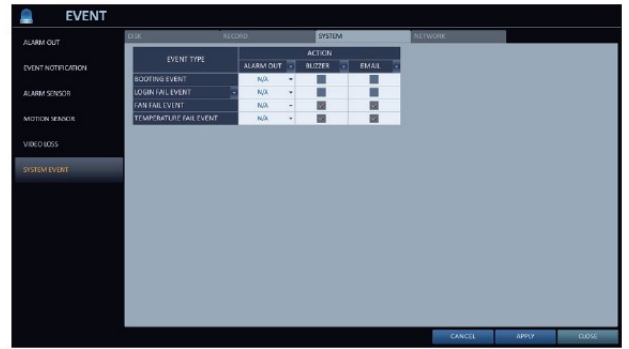 EVENT
ALARM OUT
EVENT NOTIFICATION
ALARM SENSOR
MOTION SENSOR
VIDEO LOSS
SYSTEM EVENT
DISK RECORD SYSTEM NETWORK
EVENT TYPE ACTION
ALARM OUT BUZZER EMAIL
BOOTING EVENT N/A
LOGIN FAIL EVENT N/A
FAN FAIL EVENT N/A
TEMPERATURE FAIL EVENT N/A
CANCEL APPLY CLOSE